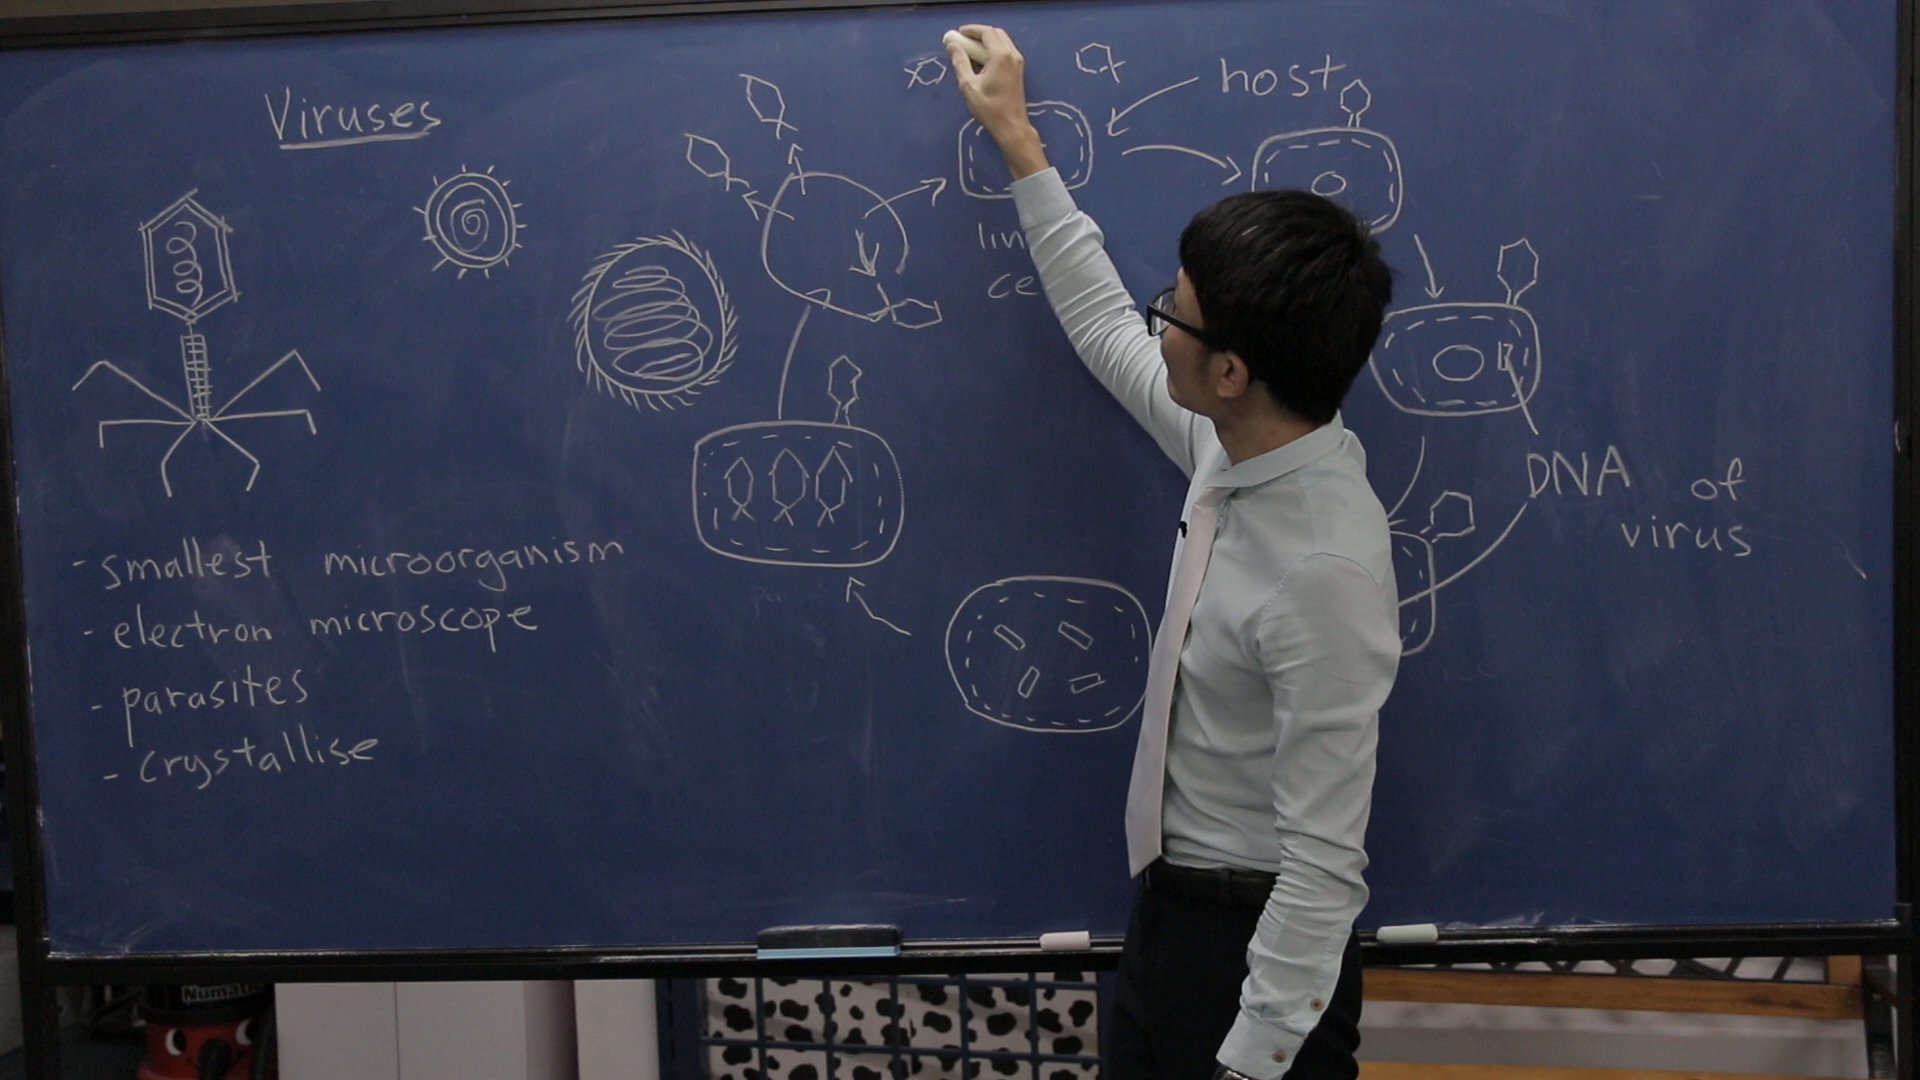 Viruses
host
DNA of
virus
- smallest microorganism
- electron microscope
- parasites
- crystallise